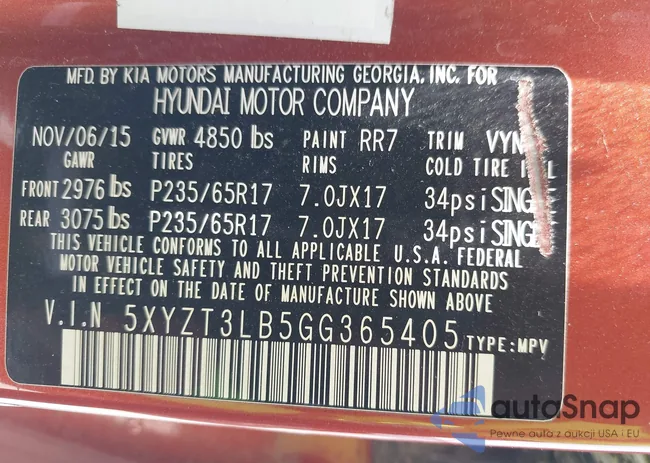 MFD. BY KIA MOTORS MANUFACTURING GEORGIA, INC. FOR
HYUNDAI MOTOR COMPANY
NOV/06/15 GVWR 4850 lbs PAINT RR7 TRIM VYN
GAWR TIRES RIMS COLD TIRE
FRONT 2976 lbs P235/65R17 7.0JX17 34psi
REAR 3075 lbs P235/65R17 7.0JX17 34psi
THIS VEHICLE CONFORMS TO ALL APPLICABLE U.S.A. FEDERAL
MOTOR VEHICLE SAFETY AND THEFT PREVENTION STANDARDS
IN EFFECT ON THE DATE OF MANUFACTURE SHOWN ABOVE
V.I.N 5XYZT3LB5GG365405 TYPE:MPV
autoSnap
Pewne auta z aukcji USA i EU